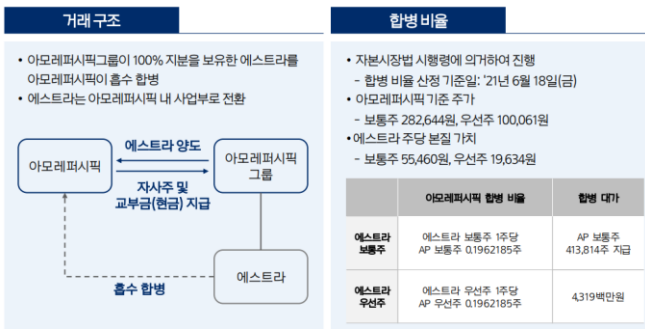 거래 구조
• 아모레퍼시픽그룹이 100% 지분을 보유한 에스트라를
아모레퍼시픽이 흡수 합병
• 에스트라는 아모레퍼시픽 내 사업부로 전환
에스트라 양도
아모레퍼시픽
아모레퍼시픽
그룹
자사주 및
교부금(현금) 지급
에스트라
흡수 합병
합병 비율
• 자본시장법 시행령에 의거하여 진행
– 합병 비율 산정 기준일: '21년 6월 18일(금)
• 아모레퍼시픽 기준 주가
– 보통주 282,644원, 우선주 100,061원
• 에스트라 주당 본질 가치
– 보통주 55,460원, 우선주 19,634원
아모레퍼시픽 합병 비율 합병 대가
에스트라
보통주
에스트라 보통주 1주당
AP 보통주 0.1962185주
AP 보통주
413,814주 지급
에스트라
우선주
에스트라 우선주 1주당
AP 우선주 0.1962185주
4,319백만원